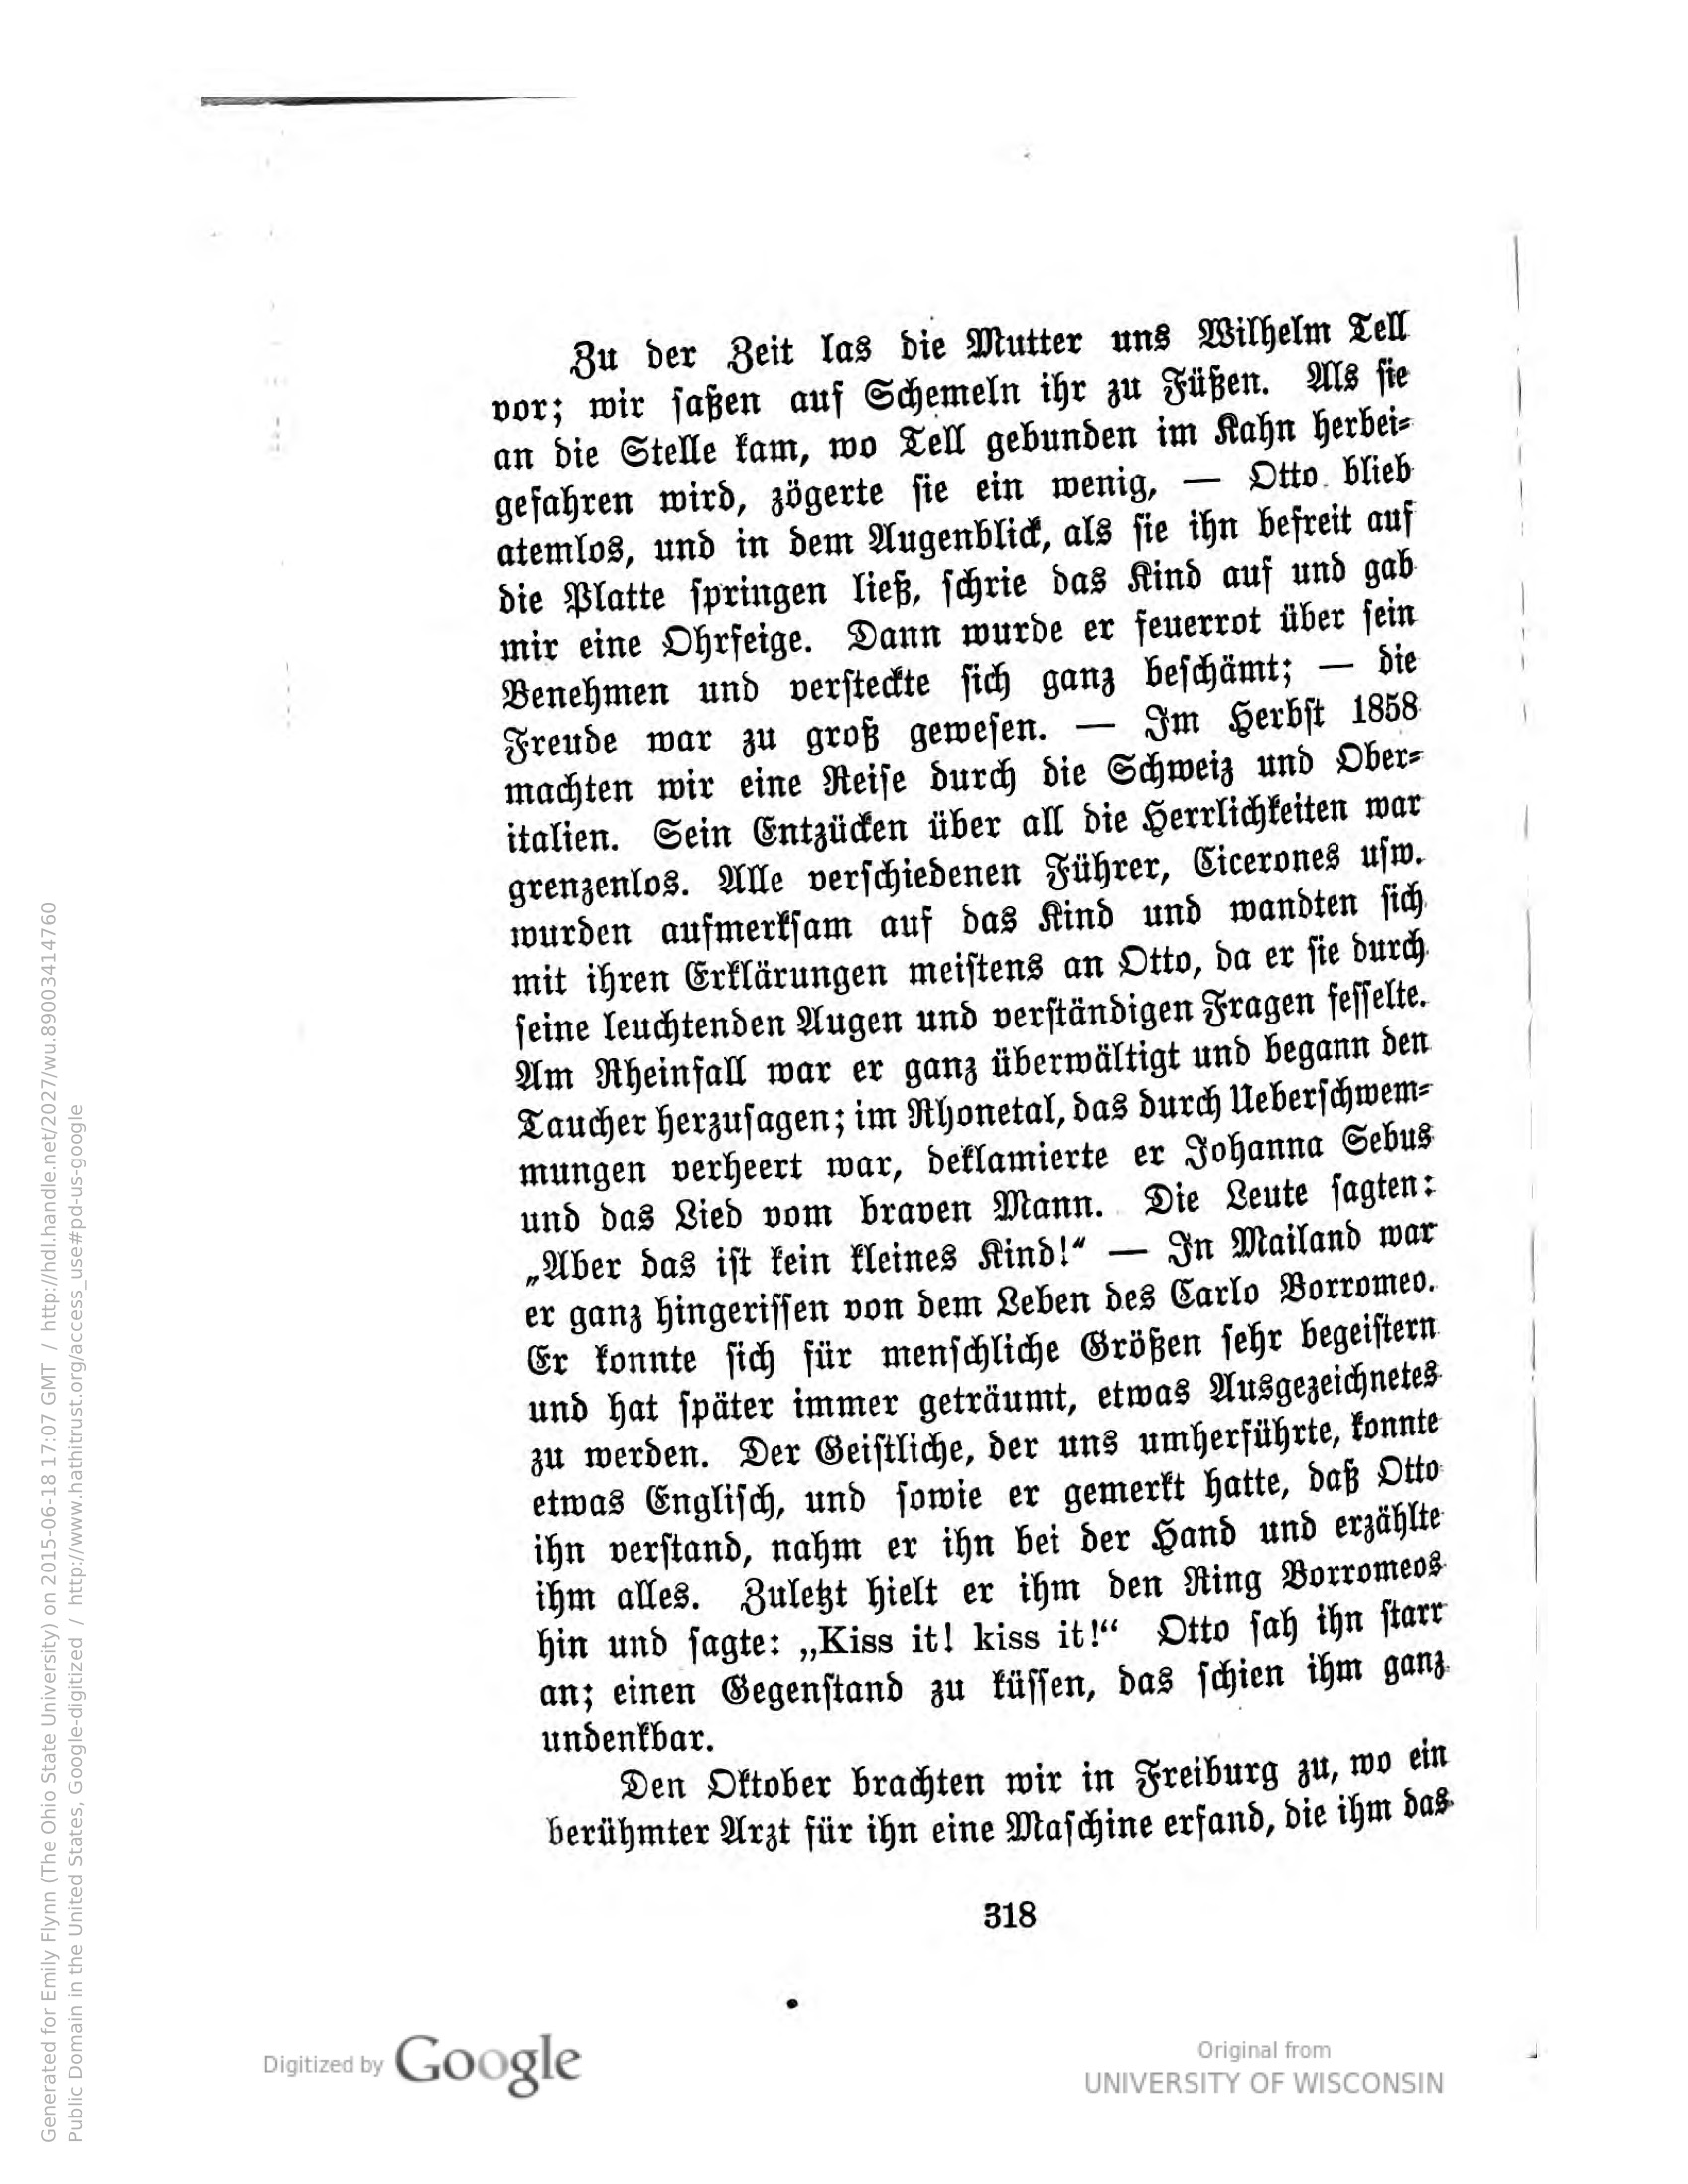 Zu der Zeit las die Mutter uns Wilhelm Tell
vor; wir saßen auf Schemeln ihr zu Füßen. Als sie
an die Stelle kam, wo Tell gebunden im Kahn herbei-
gefahren wird, zögerte sie ein wenig, — Otto blieb
atemlos, und in dem Augenblick, als sie ihn befreit auf
die Platte springen ließ, schrie das Kind auf und gab
mir eine Ohrfeige. Dann wurde er feuerrot über sein
Benehmen und versteckte sich ganz beschämt; — die
Freude war zu groß gewesen. — Im Herbst 1858
machten wir eine Reise durch die Schweiz und Ober-
italien. Sein Entzücken über all die Herrlichkeiten war
grenzenlos. Alle verschiedenen Führer, Cicerones usw.
wurden aufmerksam auf das Kind und wandten sich
mit ihren Erklärungen meistens an Otto, da er sie durch
seine leuchtenden Augen und verständigen Fragen fesselte.
Am Rheinfall war er ganz überwältigt und begann den
Taucher herzusagen; im Rhonetal, das durch Ueberschwem-
mungen verheert war, deklamierte er Johanna Sebus
und das Lied vom braven Mann. Die Leute sagten:
„Aber das ist kein kleines Kind!“ — In Mailand war
er ganz hingerissen von dem Leben des Carlo Borromeo.
Er konnte sich für menschliche Größen sehr begeistern
und hat später immer geträumt, etwas Ausgezeichnetes
zu werden. Der Geistliche, der uns umherführte, konnte
etwas Englisch, und sowie er gemerkt hatte, daß Otto
ihn verstand, nahm er ihn bei der Hand und erzählte
ihm alles. Zuletzt hielt er ihm den Ring Borromeos
hin und sagte: „Kiss it! kiss it!“ Otto sah ihn starr
an; einen Gegenstand zu küssen, das schien ihm ganz
undenkbar.
Den Oktober brachten wir in Freiburg zu, wo ein
berühmter Arzt für ihn eine Maschine erfand, die ihm das
318
Digitized by Google
Original from
UNIVERSITY OF WISCONSIN
Generated for Emily Flynn (The Ohio State University) on 2015-06-18 17:07 GMT / http://hdl.handle.net/2027/wu.89003414760
Public Domain in the United States, Google-digitized / http://www.hathitrust.org/access_use#pd-us-google